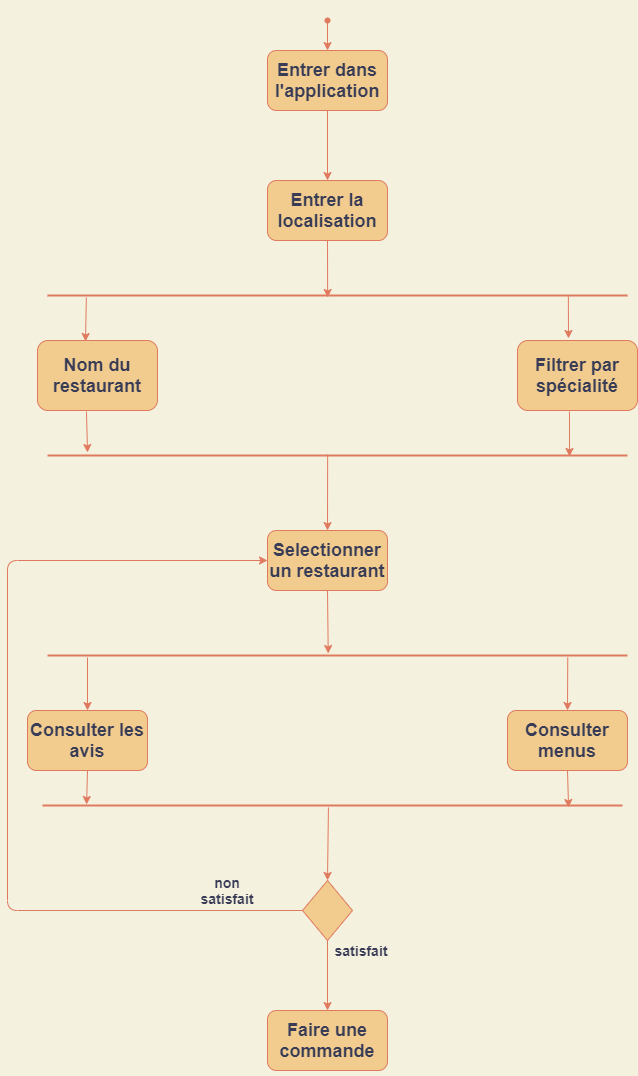 Entrer dans
l'application
Entrer la
localisation
Nom du
restaurant
Filtrer par
spécialité
Selectionner
un restaurant
Consulter les
avis
Consulter
menus
non
satisfait
satisfait
Faire une
commande